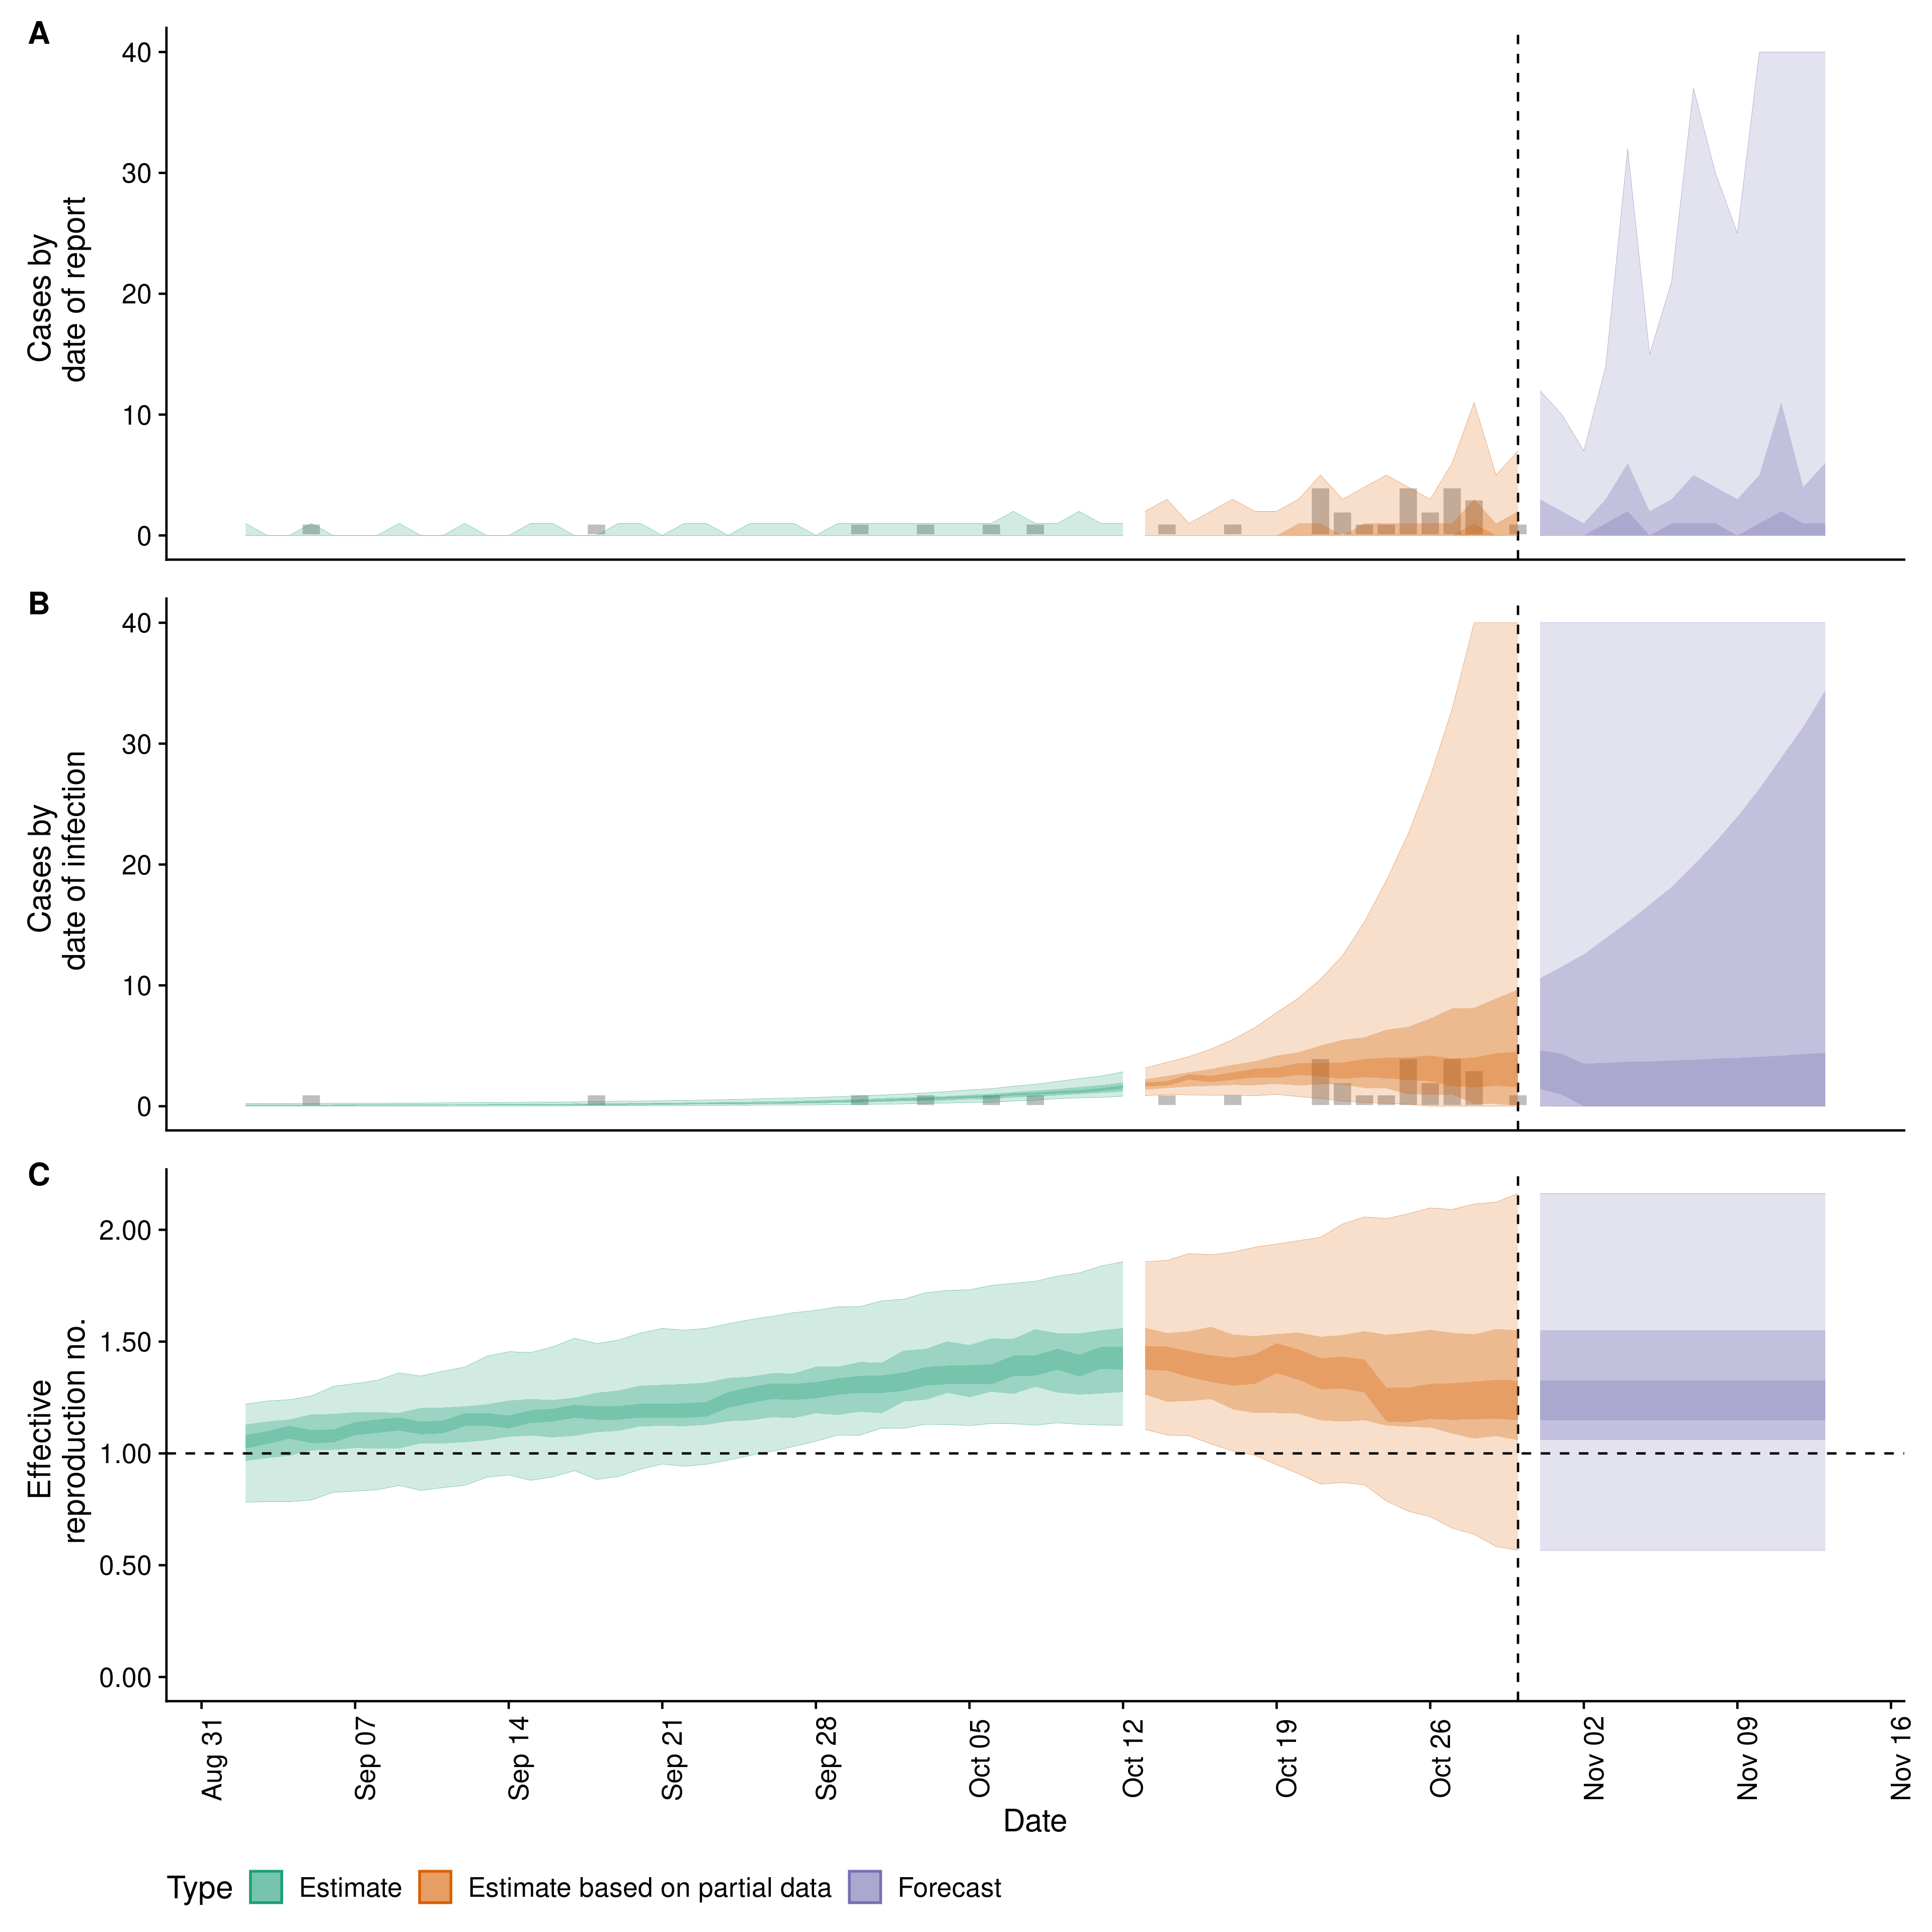 A
40
30
20
10
0
Cases by
date of report
B
40
30
20
10
0
Cases by
date of infection
C
2.00
1.50
1.00
0.50
0.00
Effective
reproduction no.
Aug 31
Sep 07
Sep 14
Sep 21
Sep 28
Oct 05
Oct 12
Oct 19
Oct 26
Nov 02
Nov 09
Nov 16
Date
Type Estimate Estimate based on partial data Forecast